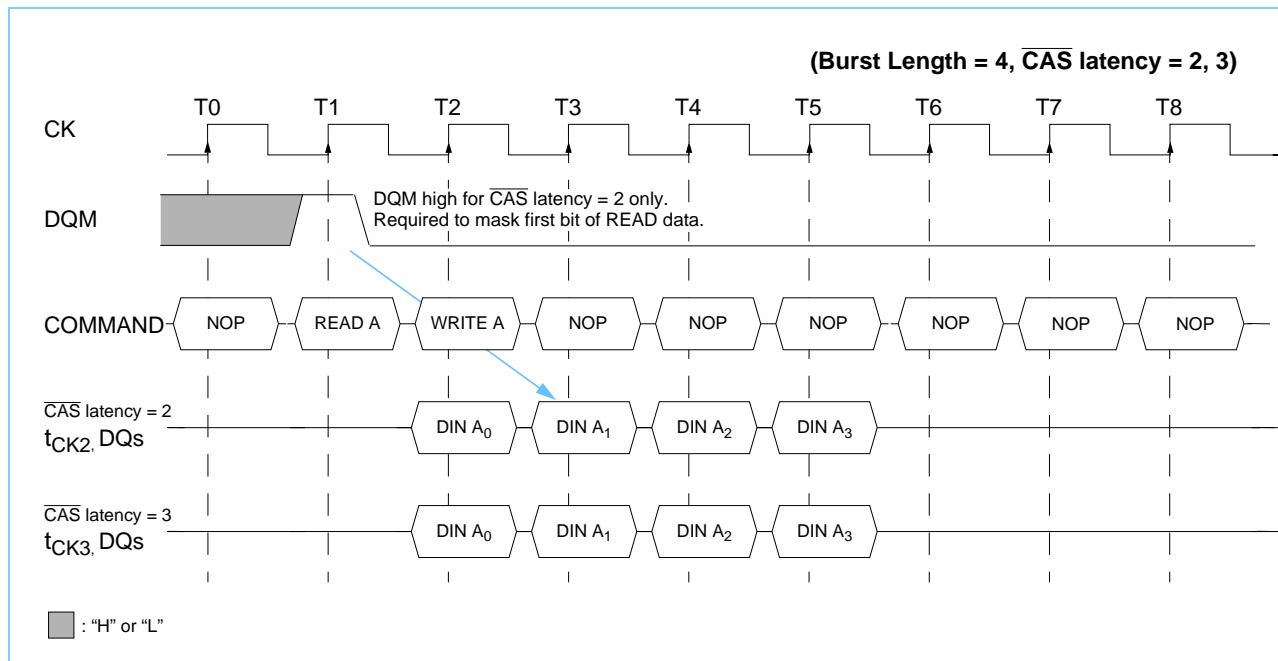 (Burst Length = 4, CAS latency = 2, 3)
T0 T1 T2 T3 T4 T5 T6 T7 T8
CK
DQM
DQM high for CAS latency = 2 only.
Required to mask first bit of READ data.
COMMAND NOP READ A WRITE A NOP NOP NOP NOP NOP NOP
CAS latency = 2
tCK2, DQs
DIN A0 DIN A1 DIN A2 DIN A3
CAS latency = 3
tCK3, DQs
DIN A0 DIN A1 DIN A2 DIN A3
: “H” or “L”